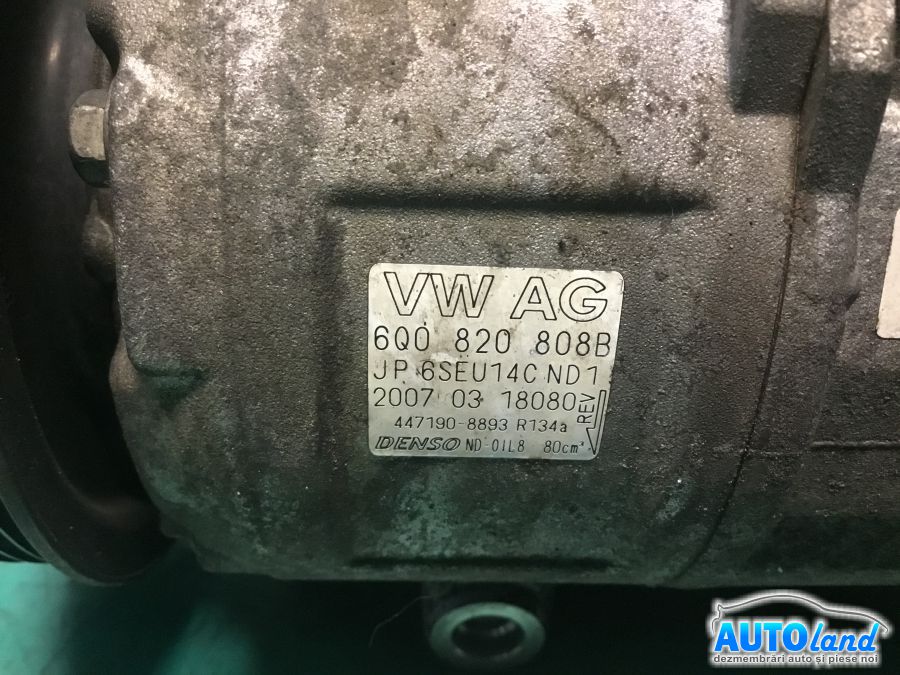 VW AG
6Q0 820 808B
JP 6SEU14C ND1
2007 03 18080
REV
447190-8893 R134a
DENSO ND-OIL8 80cm³
AUTOland
dezmembrări auto și piese noi